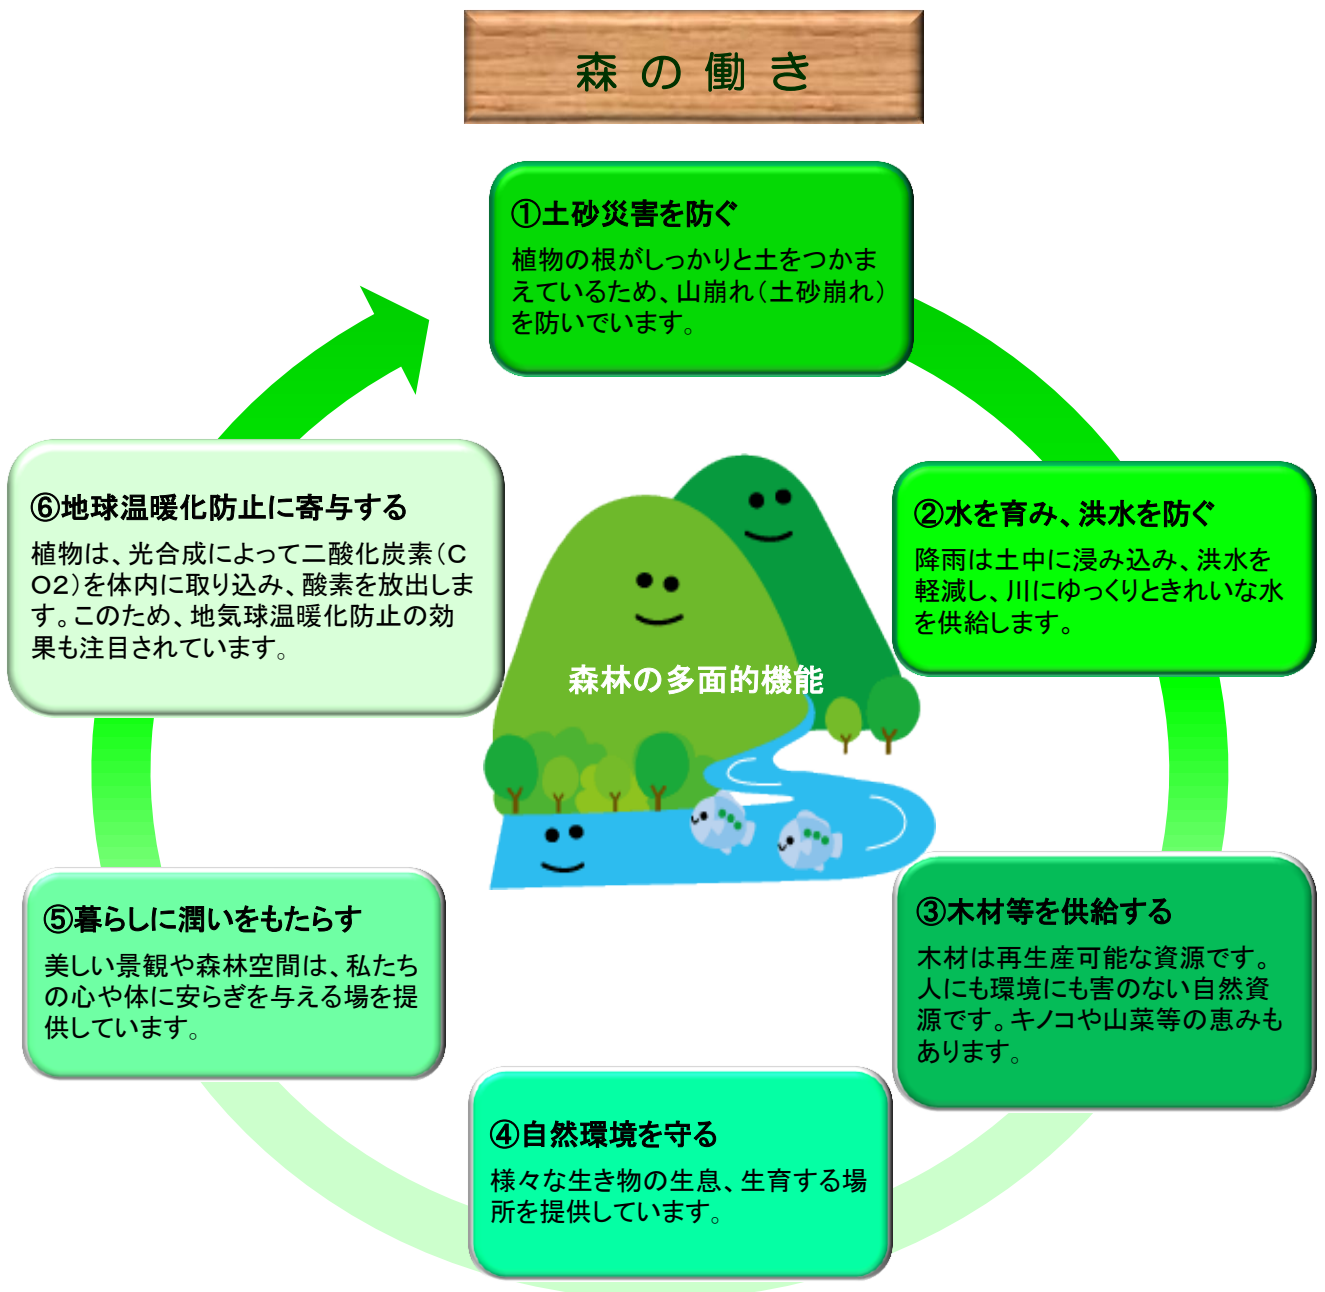 森の働き
①土砂災害を防ぐ
植物の根がしっかりと土をつかま
えているため、山崩れ（土砂崩れ）
を防いでいます。
②水を育み、洪水を防ぐ
降雨は土中に浸み込み、洪水を
軽減し、川にゆっくりときれいな水
を供給します。
③木材等を供給する
木材は再生産可能な資源です。
人にも環境にも害のない自然資
源です。キノコや山菜等の恵みも
あります。
④自然環境を守る
様々な生き物の生息、生育する場
所を提供しています。
⑤暮らしに潤いをもたらす
美しい景観や森林空間は、私たち
の心や体に安らぎを与える場を提
供しています。
⑥地球温暖化防止に寄与する
植物は、光合成によって二酸化炭素（C
O2）を体内に取り込み、酸素を放出しま
す。このため、地気球温暖化防止の効
果も注目されています。
森林の多面的機能